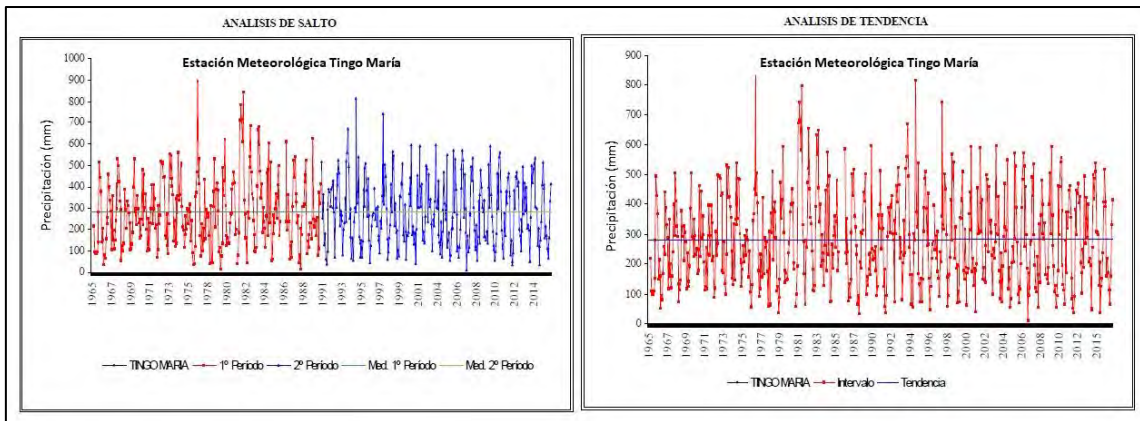 ANALISIS DE SALTO
Estación Meteorológica Tingo María
Precipitación (mm)
1000
900
800
700
600
500
400
300
200
100
0
1965 1967 1969 1971 1973 1975 1978 1980 1982 1984 1986 1988 1991 1993 1995 1997 1999 2001 2004 2006 2008 2010 2012 2014
TINGO MARIA 1º Periodo 2º Periodo Med. 1º Periodo Med. 2º Periodo
ANALISIS DE TENDENCIA
Estación Meteorológica Tingo María
Precipitación (mm)
900
800
700
600
500
400
300
200
100
0
1965 1967 1969 1971 1973 1975 1977 1979 1981 1983 1985 1987 1990 1992 1994 1996 1998 2000 2002 2004 2006 2008 2010 2012 2015
TINGO MARIA Intervalo Tendencia